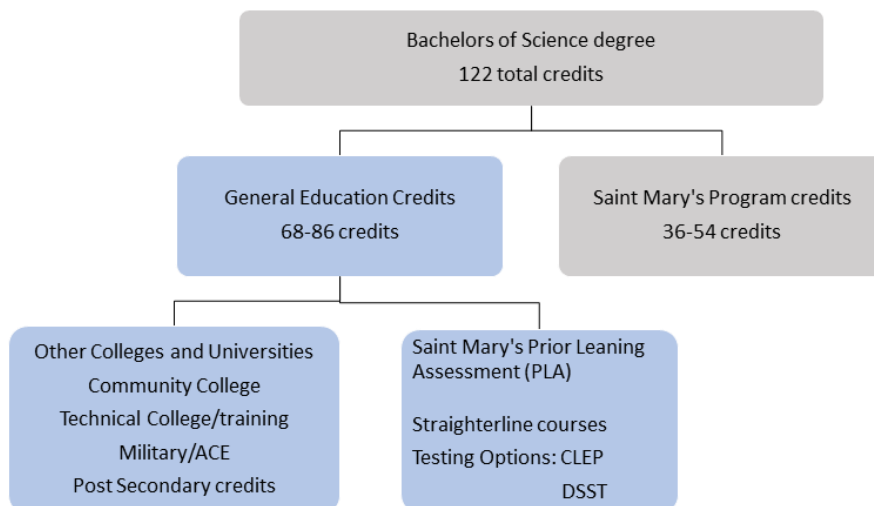 Bachelors of Science degree
122 total credits
General Education Credits
68-86 credits
Saint Mary's Program credits
36-54 credits
Other Colleges and Universities
Community College
Technical College/training
Military/ACE
Post Secondary credits
Saint Mary's Prior Leaning
Assessment (PLA)
Straighterline courses
Testing Options: CLEP
DSST